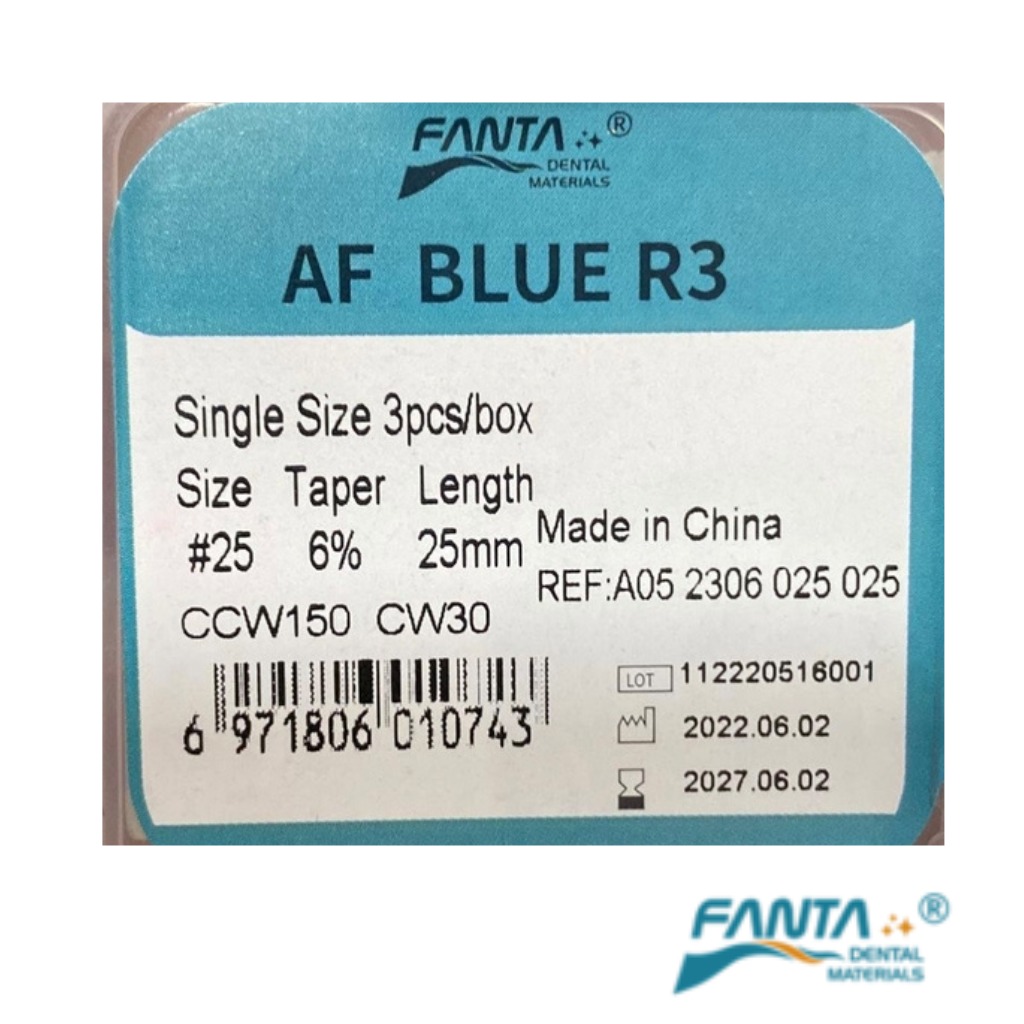 FANTA ®
DENTAL
MATERIALS
AF BLUE R3
Single Size 3pcs/box
Size Taper Length
#25 6% 25mm
Made in China
REF:A05 2306 025 025
CCW150 CW30
6 971806 010743
LOT 112220516001
2022.06.02
2027.06.02
FANTA ®
DENTAL
MATERIALS